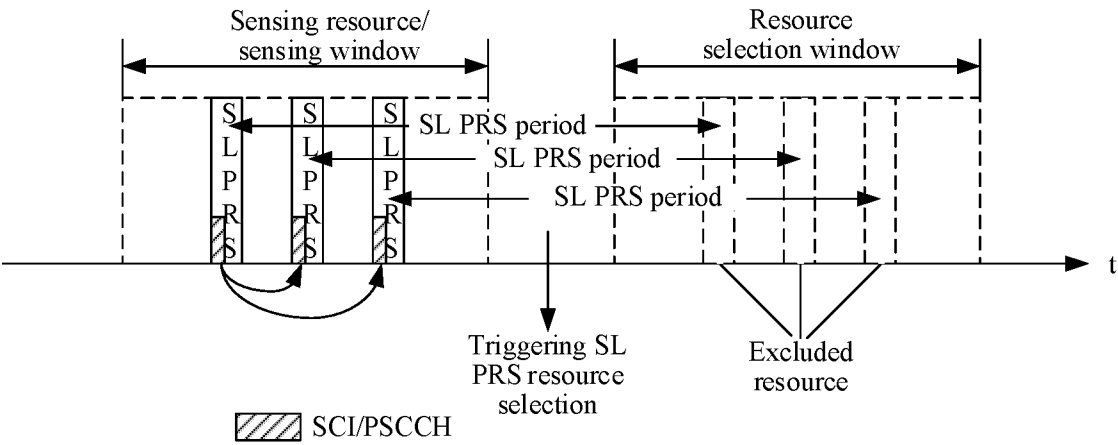 Sensing resource/
sensing window
Resource
selection window
S L P R S
S L P R S
S L P R S
SL PRS period
SL PRS period
SL PRS period
t
Triggering SL
PRS resource
selection
Excluded
resource
SCI/PSCCH